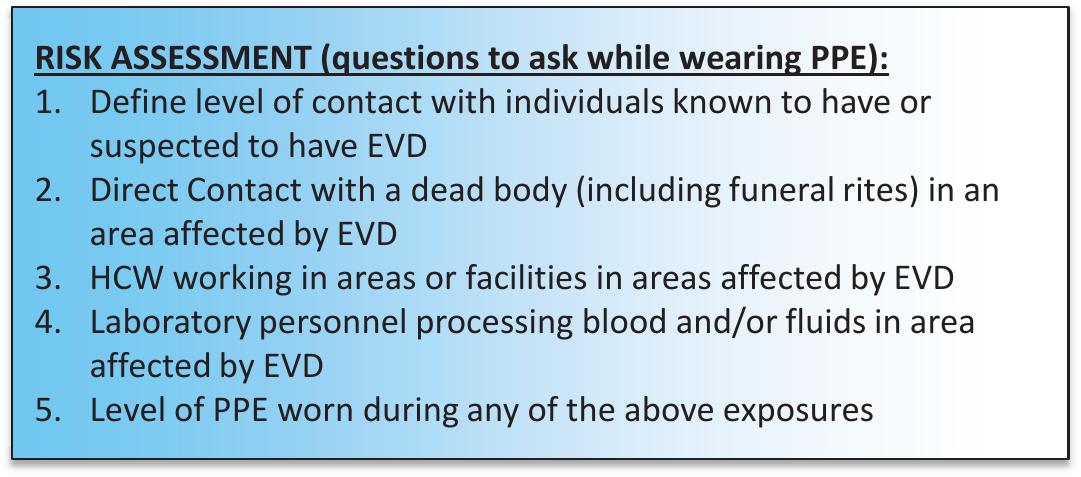 RISK ASSESSMENT (questions to ask while wearing PPE):
1. Define level of contact with individuals known to have or
suspected to have EVD
2. Direct Contact with a dead body (including funeral rites) in an
area affected by EVD
3. HCW working in areas or facilities in areas affected by EVD
4. Laboratory personnel processing blood and/or fluids in area
affected by EVD
5. Level of PPE worn during any of the above exposures